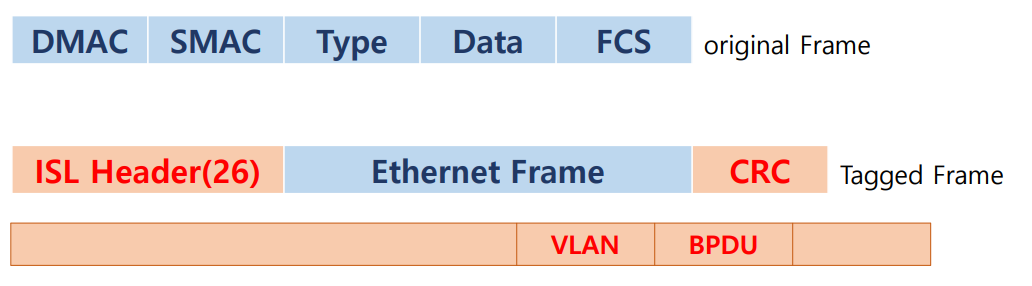 DMAC SMAC Type Data FCS original Frame
ISL Header(26) Ethernet Frame CRC Tagged Frame
VLAN BPDU